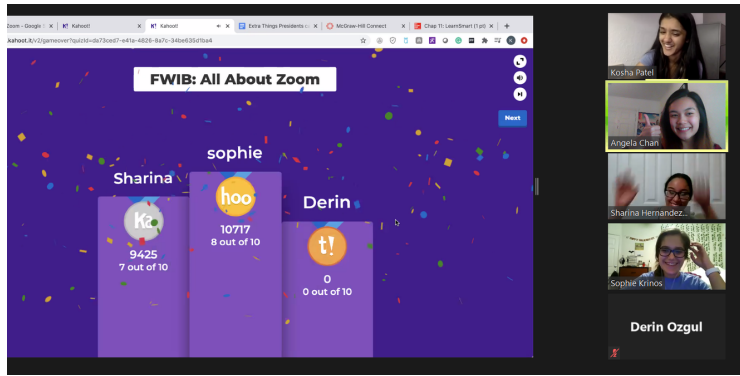 Zoom - Google S
Kahoot!
Kahoot!
Extra Things Presidents s
McGraw-Hill Connect
Chap 11: LearnSmart (1 pt)
.kahoot.it/v2/gameover?quizId=da73ced7-e41a-4826-8a7c-34be635d1ba4
FWIB: All About Zoom
Next
sophie
Sharina
Derin
Ka
hoo
t!
9425
7 out of 10
10717
8 out of 10
0
0 out of 10
Kosha Patel
Angela Chan
Sharina Hernandez...
Sophie Krinos
Derin Ozgul